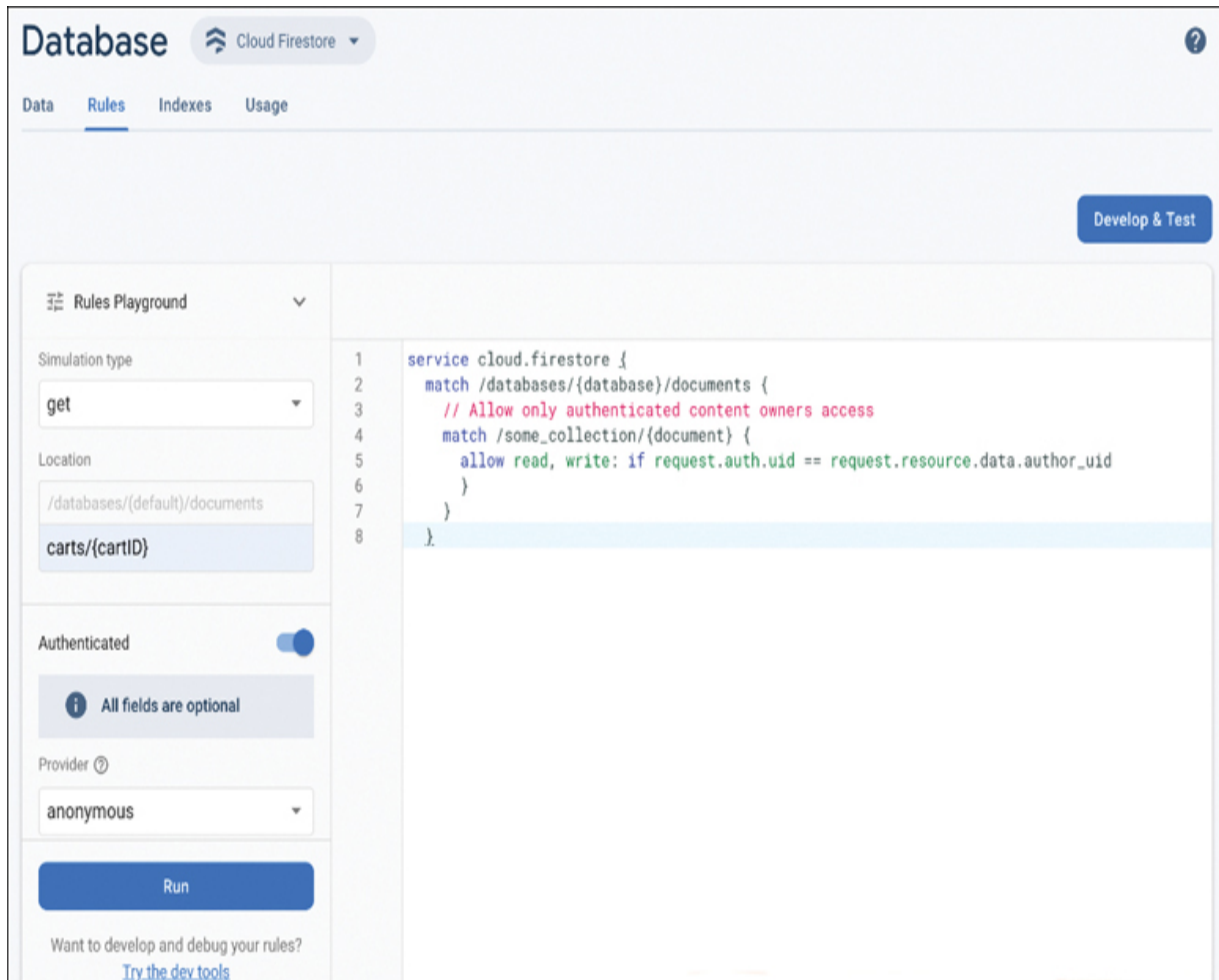 Database Cloud Firestore
Data Rules Indexes Usage
Develop & Test
Rules Playground
Simulation type
get
Location
/databases/(default)/documents
carts/{cartID}
Authenticated
All fields are optional
Provider
anonymous
Run
Want to develop and debug your rules?
Try the dev tools
1 service cloud.firestore {
2 match /databases/{database}/documents {
3 // Allow only authenticated content owners access
4 match /some_collection/{document} {
5 allow read, write: if request.auth.uid == request.resource.data.author_uid
6 }
7 }
8 }